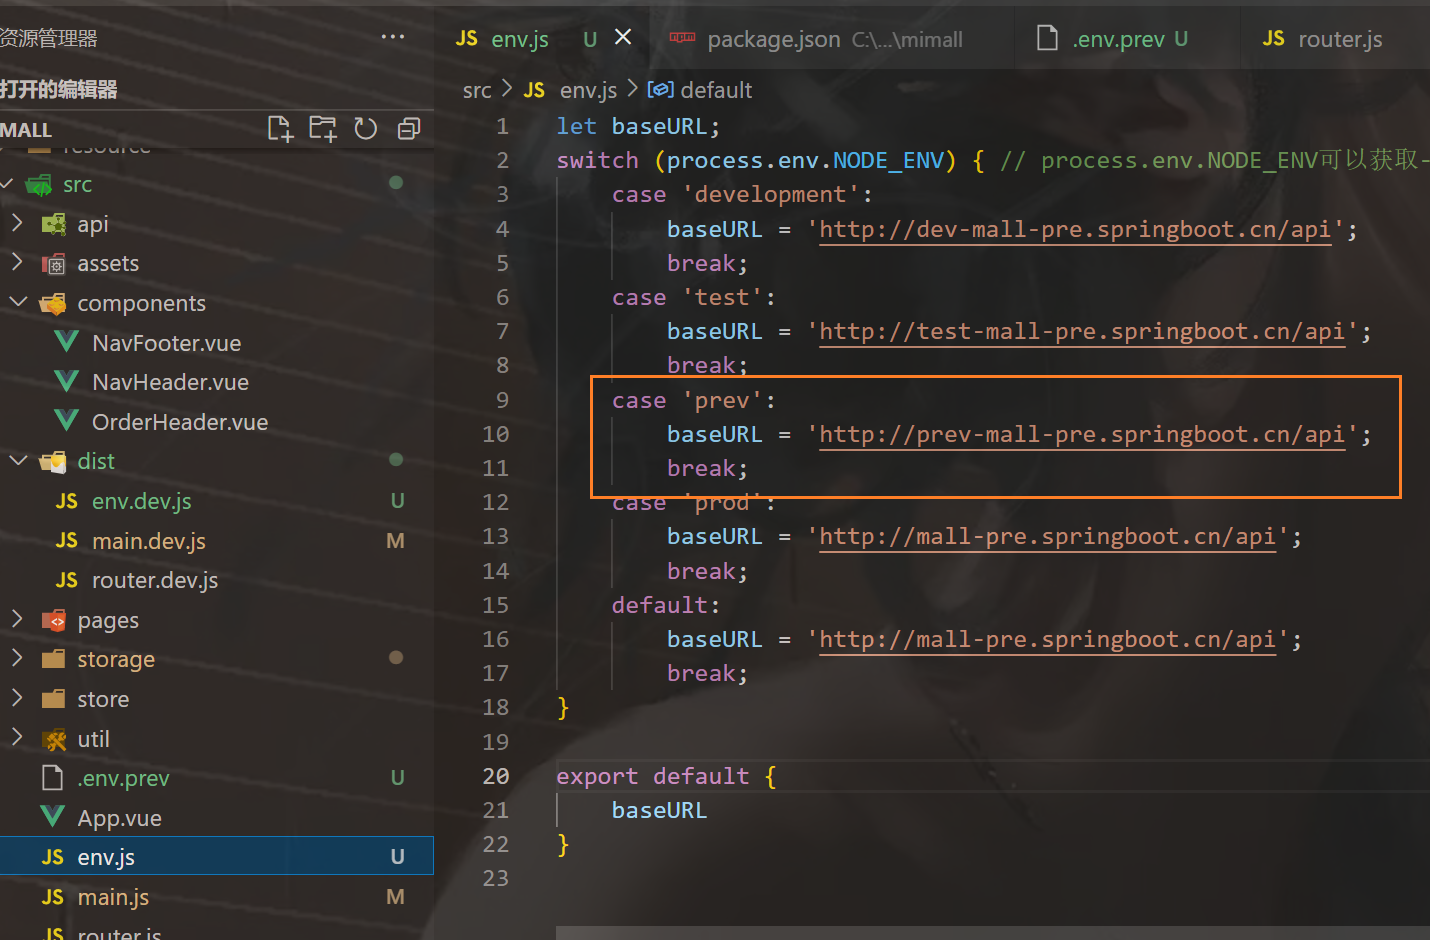 资源管理器
···
打开的编辑器
MALL
resource
src
api
assets
components
NavFooter.vue
NavHeader.vue
OrderHeader.vue
dist
JS env.dev.js U
JS main.dev.js M
JS router.dev.js
pages
storage
store
util
.env.prev U
App.vue
JS env.js U
JS main.js M
JS router.js
JS env.js U
package.json C:\...\mimall
.env.prev U
JS router.js
src > JS env.js > default
1 let baseURL;
2 switch (process.env.NODE_ENV) { // process.env.NODE_ENV可以获取
3 case 'development':
4 baseURL = 'http://dev-mall-pre.springboot.cn/api';
5 break;
6 case 'test':
7 baseURL = 'http://test-mall-pre.springboot.cn/api';
8 break;
9 case 'prev':
10 baseURL = 'http://prev-mall-pre.springboot.cn/api';
11 break;
12 case 'prod':
13 baseURL = 'http://mall-pre.springboot.cn/api';
14 break;
15 default:
16 baseURL = 'http://mall-pre.springboot.cn/api';
17 break;
18 }
19
20 export default {
21 baseURL
22 }
23